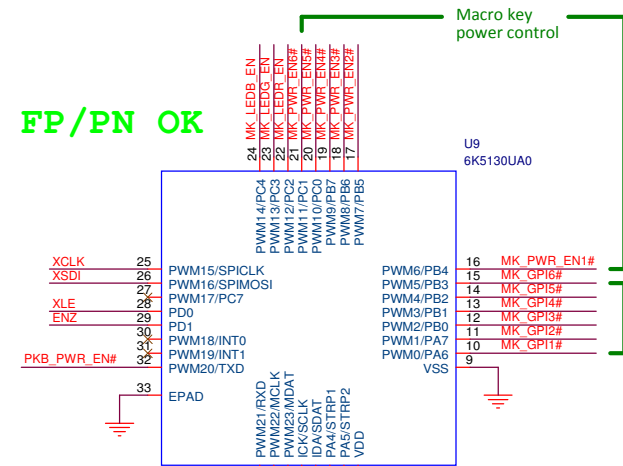 Macro key
power control
FP/PN OK
MK_LEDB_EN
MK_LEDG_EN
MK_LEDR_EN
MK_PWR_EN6#
MK_PWR_EN5#
MK_PWR_EN4#
MK_PWR_EN3#
MK_PWR_EN2#
24
23
22
21
20
19
18
17
U9
6K5130UA0
PWM14/PC4
PWM13/PC3
PWM12/PC2
PWM11/PC1
PWM10/PC0
PWM9/PB7
PWM8/PB6
PWM7/PB5
XCLK 25 PWM15/SPICLK
XSDI 26 PWM16/SPIMOSI
27 PWM17/PC7
XLE 28 PD0
ENZ 29 PD1
30 PWM18/INT0
31 PWM19/INT1
PKB_PWR_EN# 32 PWM20/TXD
33 EPAD
PWM6/PB4 16 MK_PWR_EN1#
PWM5/PB3 15 MK_GPI6#
PWM4/PB2 14 MK_GPI5#
PWM3/PB1 13 MK_GPI4#
PWM2/PB0 12 MK_GPI3#
PWM1/PA7 11 MK_GPI2#
PWM0/PA6 10 MK_GPI1#
VSS 9
PWM21/RXD
PWM22/MCLK
PWM23/MDAT
ICK/SCLK
IDA/SDAT
PA4/STRP1
PA5/STRP2
VDD